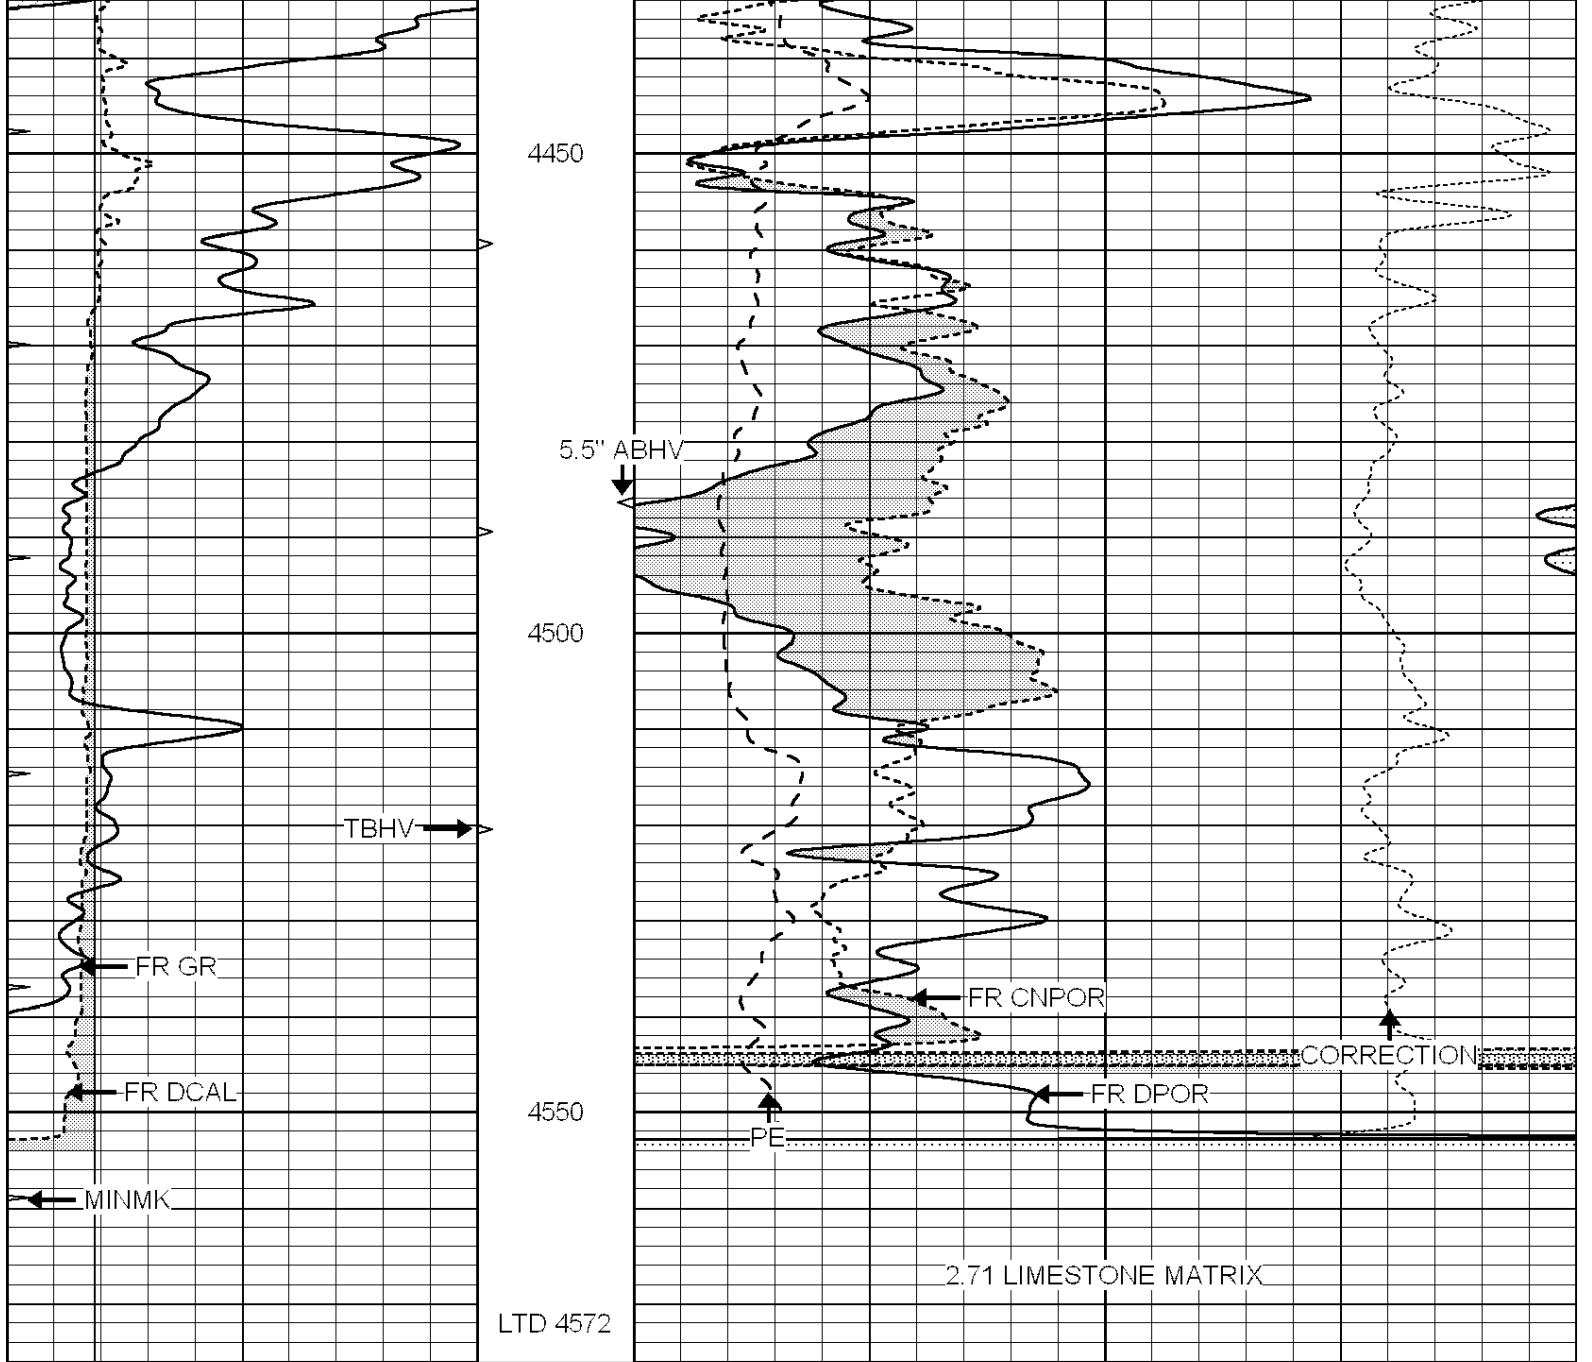 4450
5.5" ABHV
4500
TBHV
FR GR
FR CNPOR
CORRECTION
FR DCAL
FR DPOR
4550
PE
MINMK
2.71 LIMESTONE MATRIX
LTD 4572